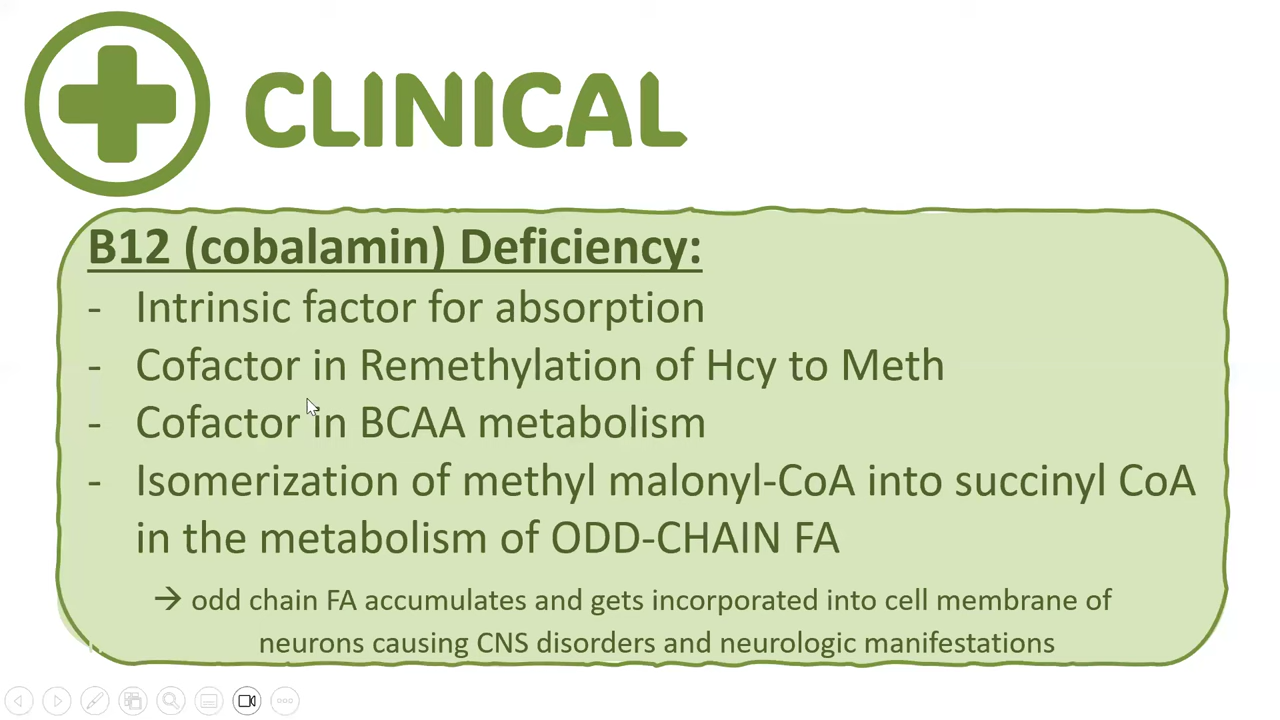 CLINICAL
B12 (cobalamin) Deficiency:
- Intrinsic factor for absorption
- Cofactor in Remethylation of Hcy to Meth
- Cofactor in BCAA metabolism
- Isomerization of methyl malonyl-CoA into succinyl CoA
in the metabolism of ODD-CHAIN FA
→ odd chain FA accumulates and gets incorporated into cell membrane of
neurons causing CNS disorders and neurologic manifestations